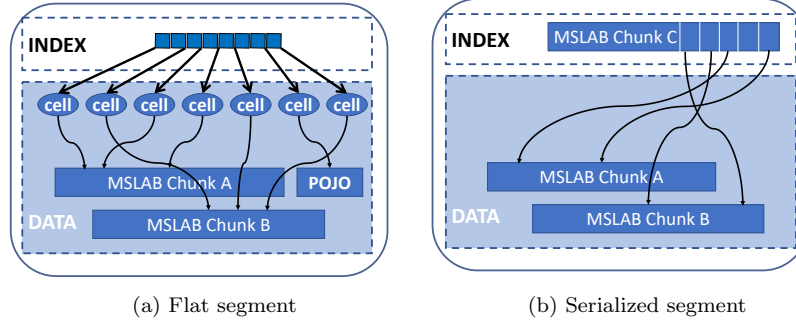 INDEX
cell cell cell cell cell cell cell
MSLAB Chunk A
POJO
DATA
MSLAB Chunk B
(a) Flat segment
INDEX
MSLAB Chunk C
MSLAB Chunk A
DATA
MSLAB Chunk B
(b) Serialized segment